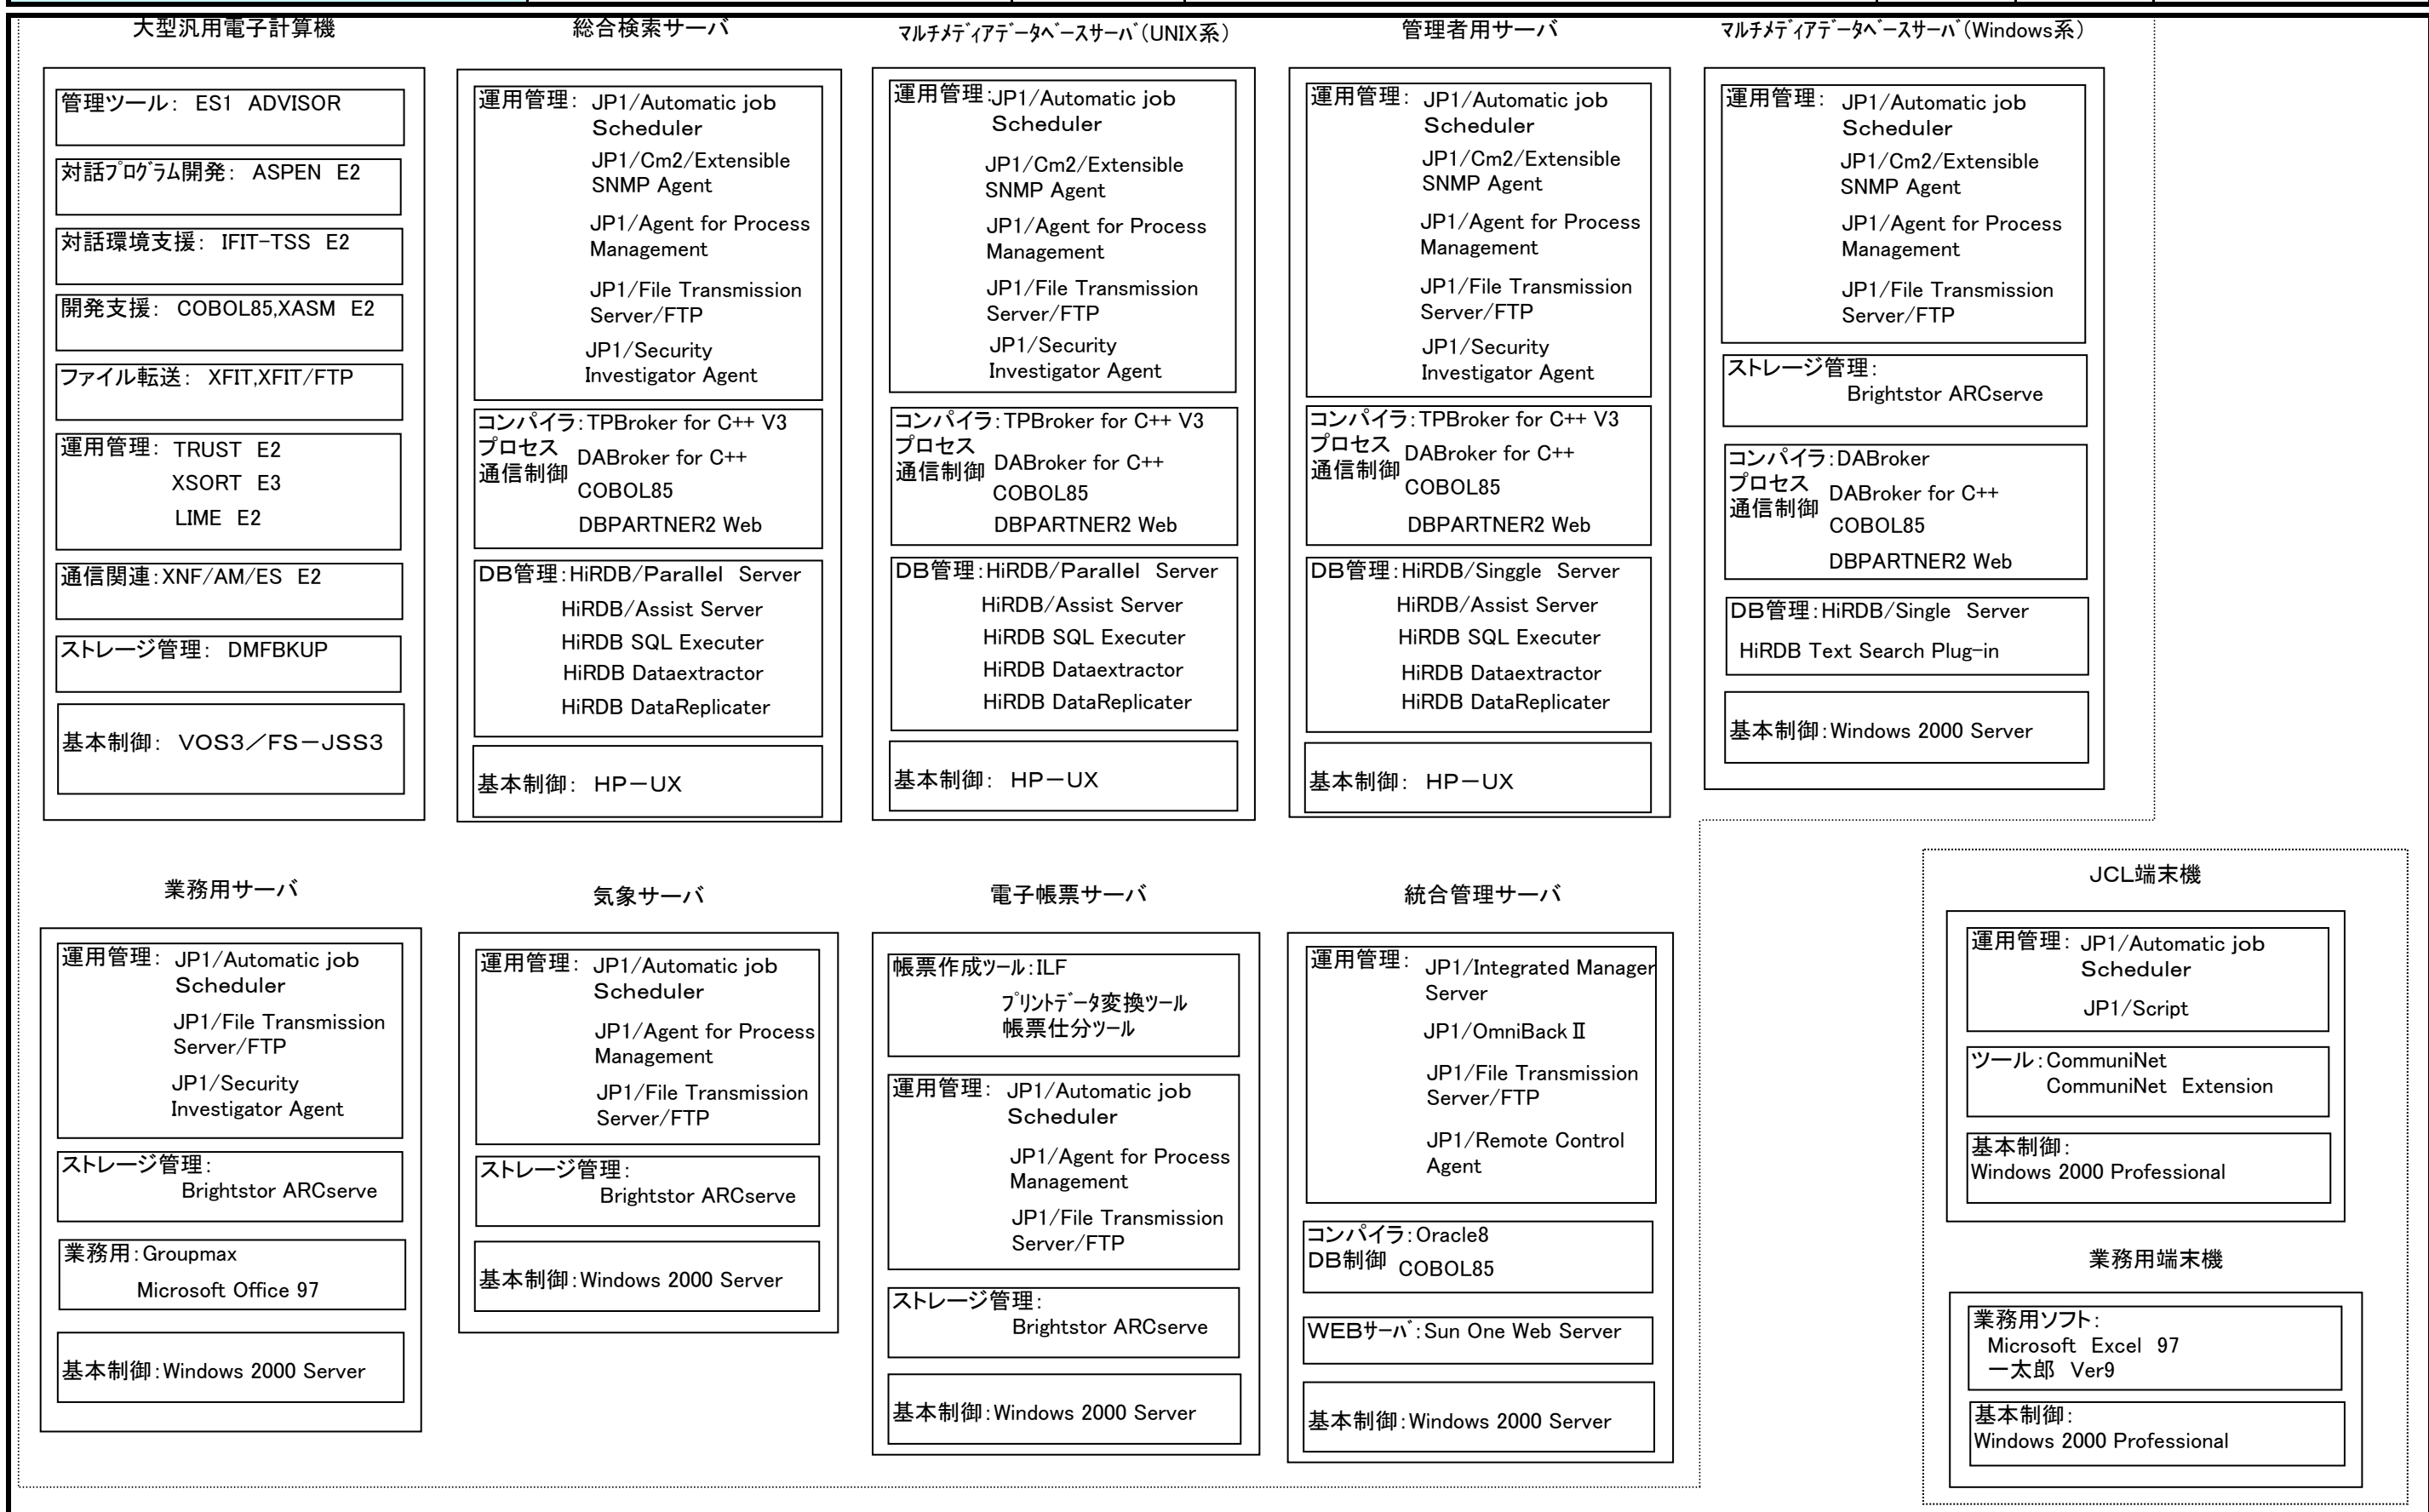 大型汎用電子計算機
管理ツール： ES1 ADVISOR
対話ﾌﾟﾛｸﾞﾗﾑ開発： ASPEN E2
対話環境支援： IFIT-TSS E2
開発支援： COBOL85,XASM E2
ファイル転送： XFIT,XFIT/FTP
運用管理： TRUST E2
XSORT E3
LIME E2
通信関連：XNF/AM/ES E2
ストレージ管理： DMFBKUP
基本制御： ＶＯＳ３／ＦＳ－ＪＳＳ３
総合検索サーバ
運用管理： JP1/Automatic job
Scheduler
JP1/Cm2/Extensible
SNMP Agent
JP1/Agent for Process
Management
JP1/File Transmission
Server/FTP
JP1/Security
Investigator Agent
コンパイラ：TPBroker for C++ V3
プロセス
通信制御 DABroker for C++
COBOL85
DBPARTNER2 Web
ＤＢ管理：HiRDB/Parallel Server
HiRDB/Assist Server
HiRDB SQL Executer
HiRDB Dataextractor
HiRDB DataReplicater
基本制御： ＨＰ－ＵＸ
ﾏﾙﾁﾒﾃﾞｨｱﾃﾞｰﾀﾍﾞｰｽｻｰﾊﾞ（UNIX系）
運用管理：JP1/Automatic job
Scheduler
JP1/Cm2/Extensible
SNMP Agent
JP1/Agent for Process
Management
JP1/File Transmission
Server/FTP
JP1/Security
Investigator Agent
コンパイラ：TPBroker for C++ V3
プロセス
通信制御 DABroker for C++
COBOL85
DBPARTNER2 Web
ＤＢ管理：HiRDB/Parallel Server
HiRDB/Assist Server
HiRDB SQL Executer
HiRDB Dataextractor
HiRDB DataReplicater
基本制御： ＨＰ－ＵＸ
管理者用サーバ
運用管理： JP1/Automatic job
Scheduler
JP1/Cm2/Extensible
SNMP Agent
JP1/Agent for Process
Management
JP1/File Transmission
Server/FTP
JP1/Security
Investigator Agent
コンパイラ：TPBroker for C++ V3
プロセス
通信制御 DABroker for C++
COBOL85
DBPARTNER2 Web
ＤＢ管理：HiRDB/Singgle Server
HiRDB/Assist Server
HiRDB SQL Executer
HiRDB Dataextractor
HiRDB DataReplicater
基本制御： ＨＰ－ＵＸ
ﾏﾙﾁﾒﾃﾞｨｱﾃﾞｰﾀﾍﾞｰｽｻｰﾊﾞ（Windows系）
運用管理： JP1/Automatic job
Scheduler
JP1/Cm2/Extensible
SNMP Agent
JP1/Agent for Process
Management
JP1/File Transmission
Server/FTP
ストレージ管理：
Brightstor ARCserve
コンパイラ：DABroker
プロセス
通信制御 DABroker for C++
COBOL85
DBPARTNER2 Web
ＤＢ管理：HiRDB/Single Server
HiRDB Text Search Plug-in
基本制御：Windows 2000 Server
業務用サーバ
運用管理： JP1/Automatic job
Scheduler
JP1/File Transmission
Server/FTP
JP1/Security
Investigator Agent
ストレージ管理：
Brightstor ARCserve
業務用：Groupmax
Microsoft Office 97
基本制御：Windows 2000 Server
気象サーバ
運用管理： JP1/Automatic job
Scheduler
JP1/Agent for Process
Management
JP1/File Transmission
Server/FTP
ストレージ管理：
Brightstor ARCserve
基本制御：Windows 2000 Server
電子帳票サーバ
帳票作成ﾂｰﾙ：ILF
ﾌﾟﾘﾝﾄﾃﾞｰﾀ変換ﾂｰﾙ
帳票仕分ﾂｰﾙ
運用管理： JP1/Automatic job
Scheduler
JP1/Agent for Process
Management
JP1/File Transmission
Server/FTP
ストレージ管理：
Brightstor ARCserve
基本制御：Windows 2000 Server
統合管理サーバ
運用管理： JP1/Integrated Manager
Server
JP1/OmniBackⅡ
JP1/File Transmission
Server/FTP
JP1/Remote Control
Agent
コンパイラ：Oracle8
ＤＢ制御 COBOL85
ＷＥＢｻｰﾊﾞ：Sun One Web Server
基本制御：Windows 2000 Server
ＪＣＬ端末機
運用管理： JP1/Automatic job
Scheduler
JP1/Script
ツール：CommuniNet
CommuniNet Extension
基本制御：
Windows 2000 Professional
業務用端末機
業務用ソフト：
Microsoft Excel 97
一太郎 Ver9
基本制御：
Windows 2000 Professional